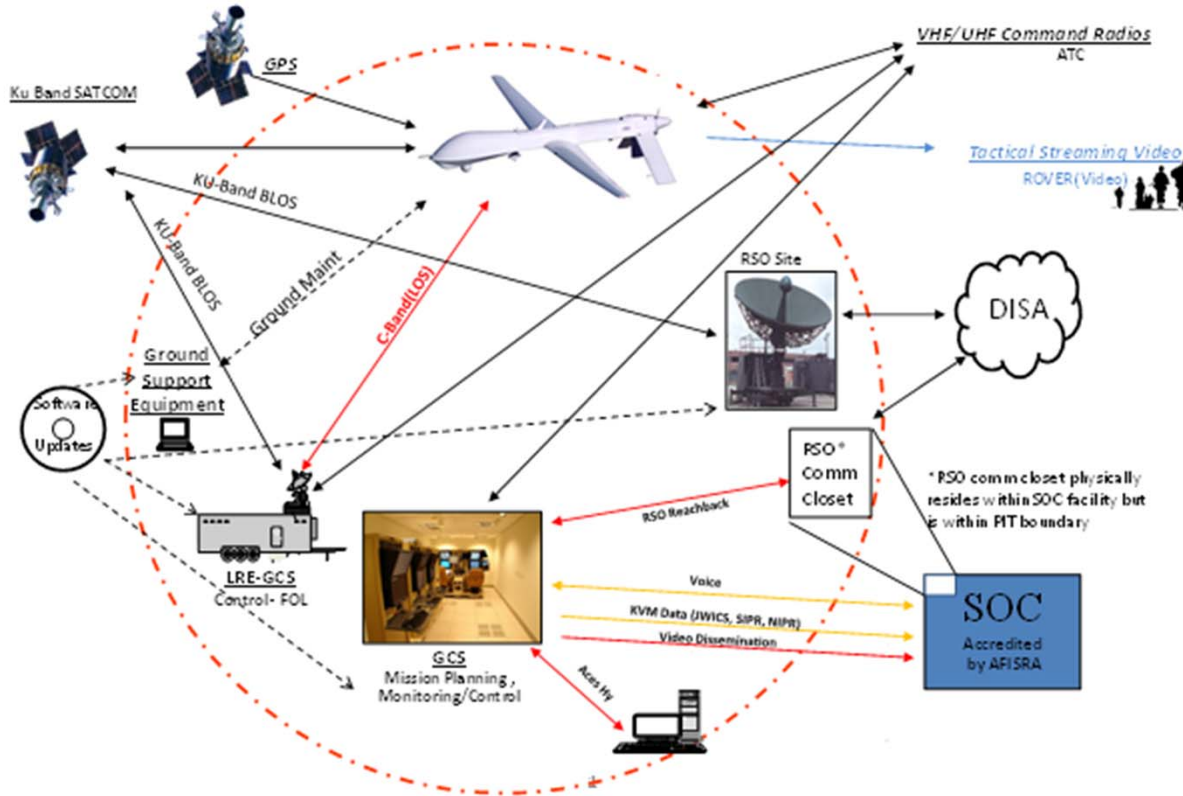 VHF/UHF Command Radios
ATC
GPS
Ku Band SATCOM
Tactical Streaming Video
ROVER(Video)
KU-Band BLOS
KU-Band BLOS
Ground Maint
C-Band(LOS)
RSO Site
DISA
Ground
Support
Equipment
Software
Updates
RSO*
Comm
Closet
*RSO comm closet physically
resides within SOC facility but
is within PIT boundary
RSO Reachback
LRE-GCS
Control- FOL
Voice
KVM Data (JWICS, SIPR, NIPR)
Video Dissemination
SOC
Accredited
by AFISRA
GCS
Mission Planning ,
Monitoring/Control
Aces Hy